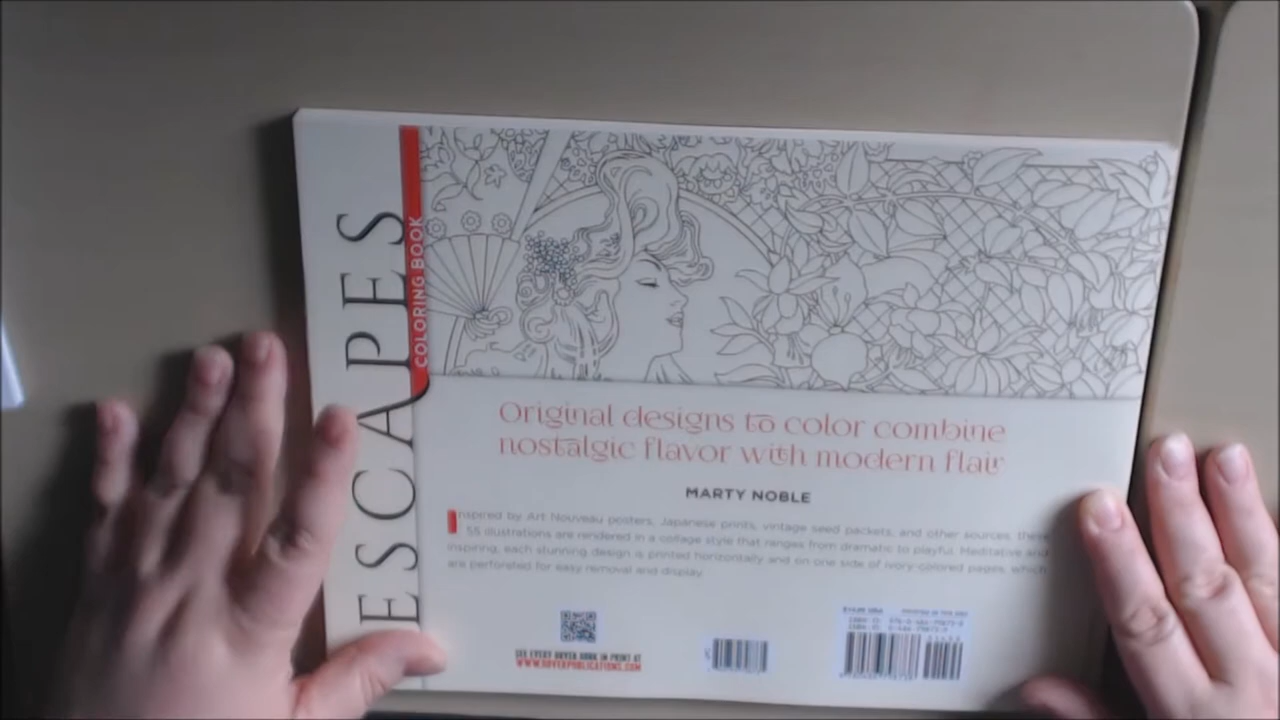 ESCAPES
COLORING BOOK
Original designs to color combine
nostalgic flavor with modern flair
MARTY NOBLE
Inspired by Art Nouveau posters, Japanese prints, vintage seed packets, and other sources, these
55 illustrations are rendered in a collage style that ranges from dramatic to playful. Meditative and
inspiring, each stunning design is printed horizontally and on one side of ivory-colored pages, which
are perforated for easy removal and display.
SEE EVERY DOVER BOOK IN PRINT AT
WWW.DOVERPUBLICATIONS.COM